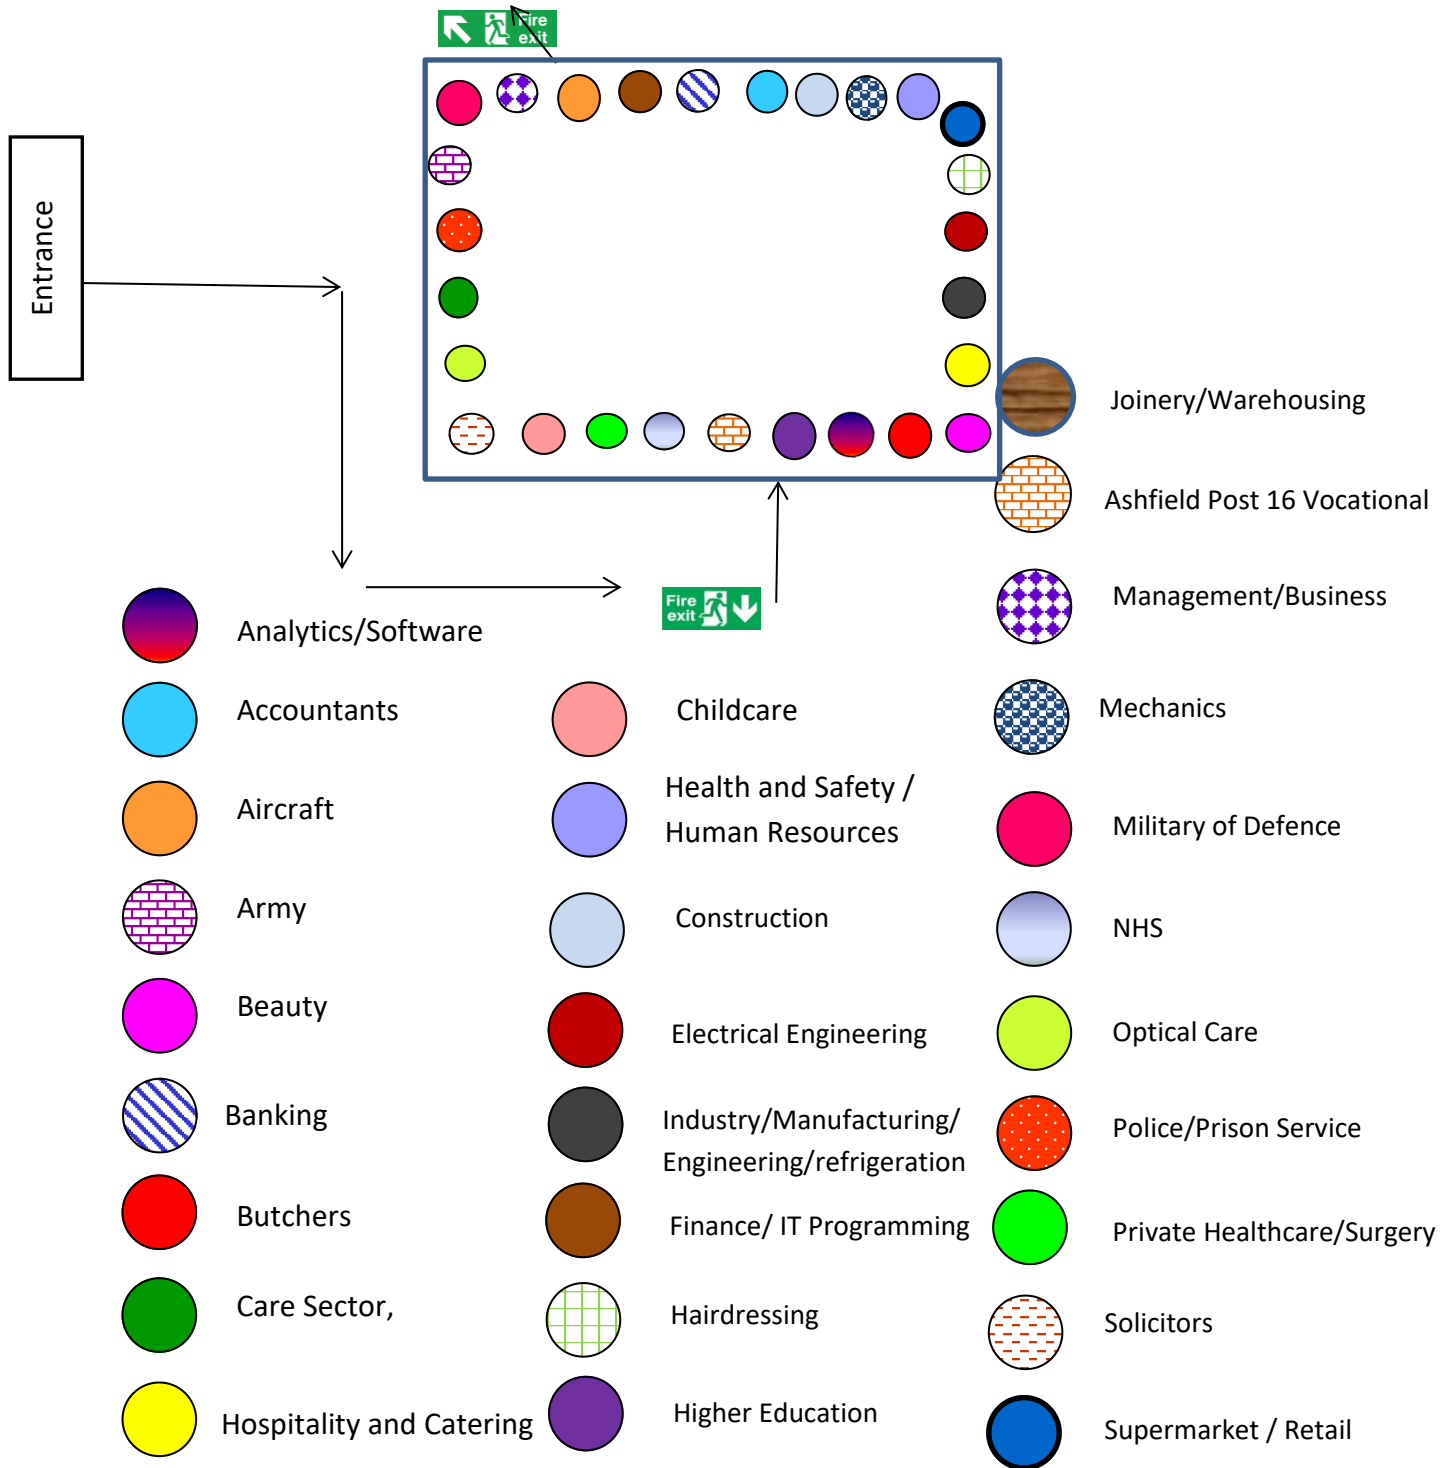 Fire
exit
Entrance
Joinery/Warehousing
Ashfield Post 16 Vocational
Fire
exit
Management/Business
Analytics/Software
Accountants
Childcare
Mechanics
Aircraft
Health and Safety /
Human Resources
Military of Defence
Army
Construction
NHS
Beauty
Electrical Engineering
Optical Care
Banking
Industry/Manufacturing/
Engineering/refrigeration
Police/Prison Service
Butchers
Finance/ IT Programming
Private Healthcare/Surgery
Care Sector,
Hairdressing
Solicitors
Hospitality and Catering
Higher Education
Supermarket / Retail